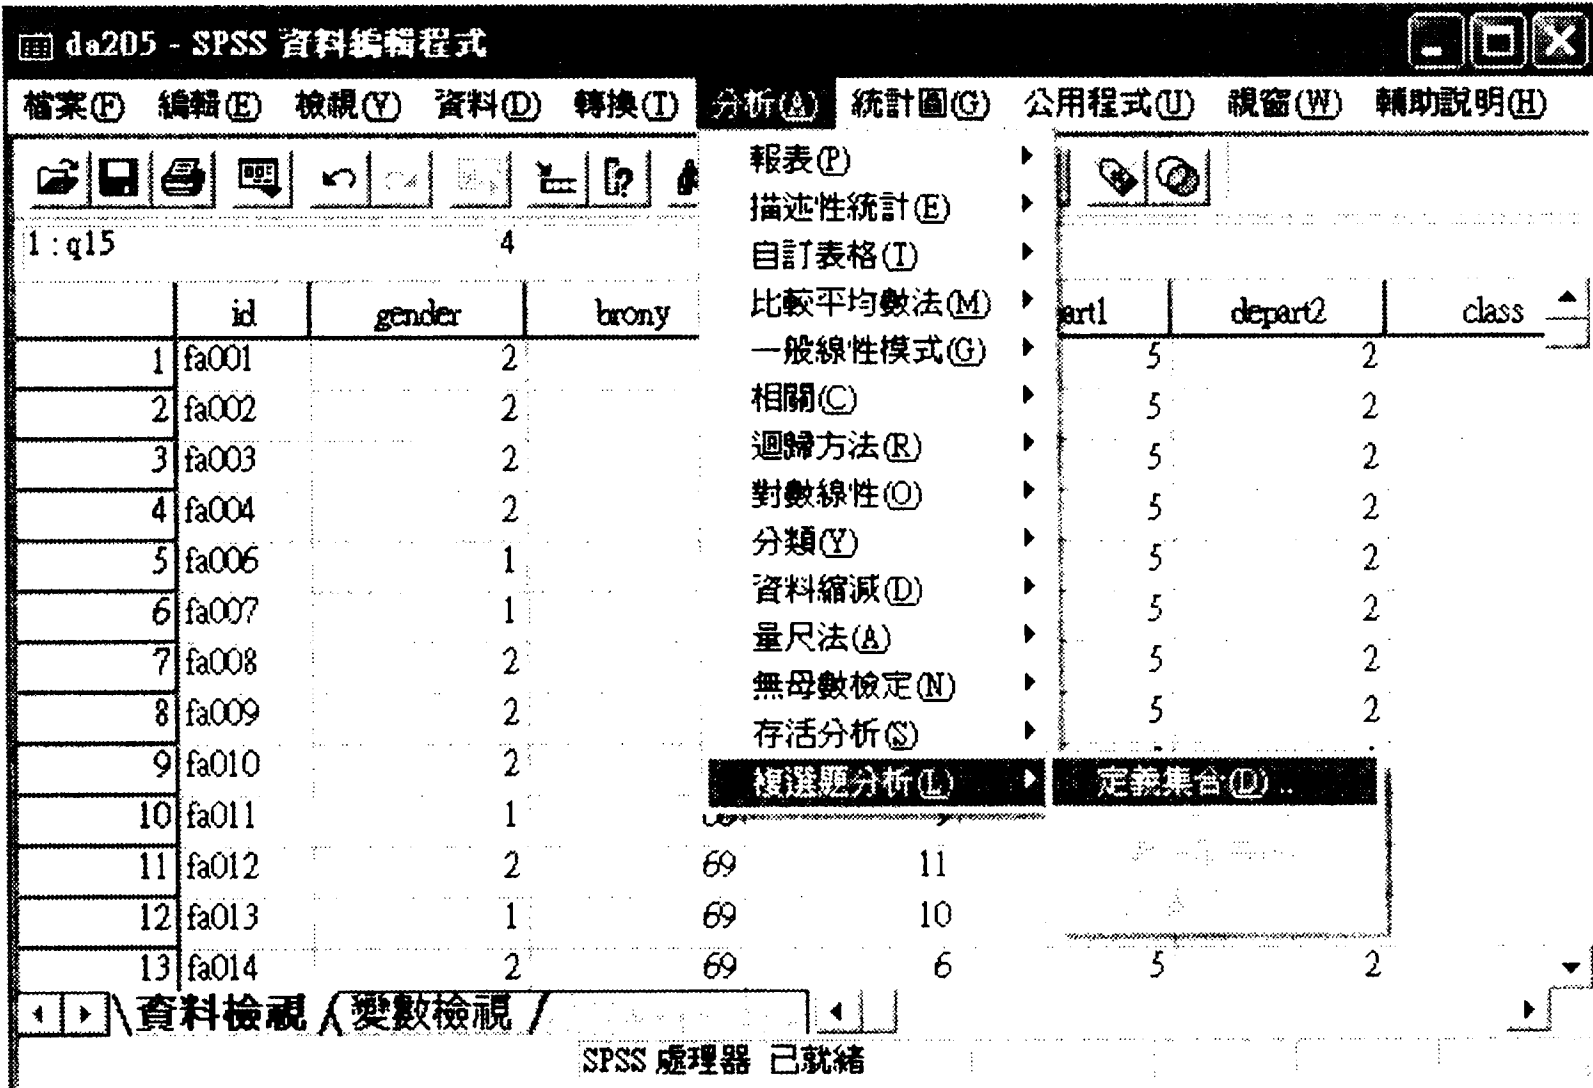 da205 - SPSS 資料編輯程式
檔案(F) 編輯(E) 檢視(V) 資料(D) 轉換(T) 分析(A) 統計圖(G) 公用程式(U) 視窗(W) 輔助說明(H)
報表(P)
描述性統計(E)
自訂表格(T)
比較平均數法(M)
一般線性模式(G)
相關(C)
迴歸方法(R)
對數線性(O)
分類(Y)
資料縮減(D)
量尺法(A)
無母數檢定(N)
存活分析(S)
複選題分析(L)
定義集合(D)...
1 : q15 4
id gender brony art1 depart2 class
1 fa001 2 5 2
2 fa002 2 5 2
3 fa003 2 5 2
4 fa004 2 5 2
5 fa006 1 5 2
6 fa007 1 5 2
7 fa008 2 5 2
8 fa009 2 5 2
9 fa010 2
10 fa011 1
11 fa012 2 69 11
12 fa013 1 69 10
13 fa014 2 69 6 5 2
資料檢視 變數檢視
SPSS 處理器 已就緒